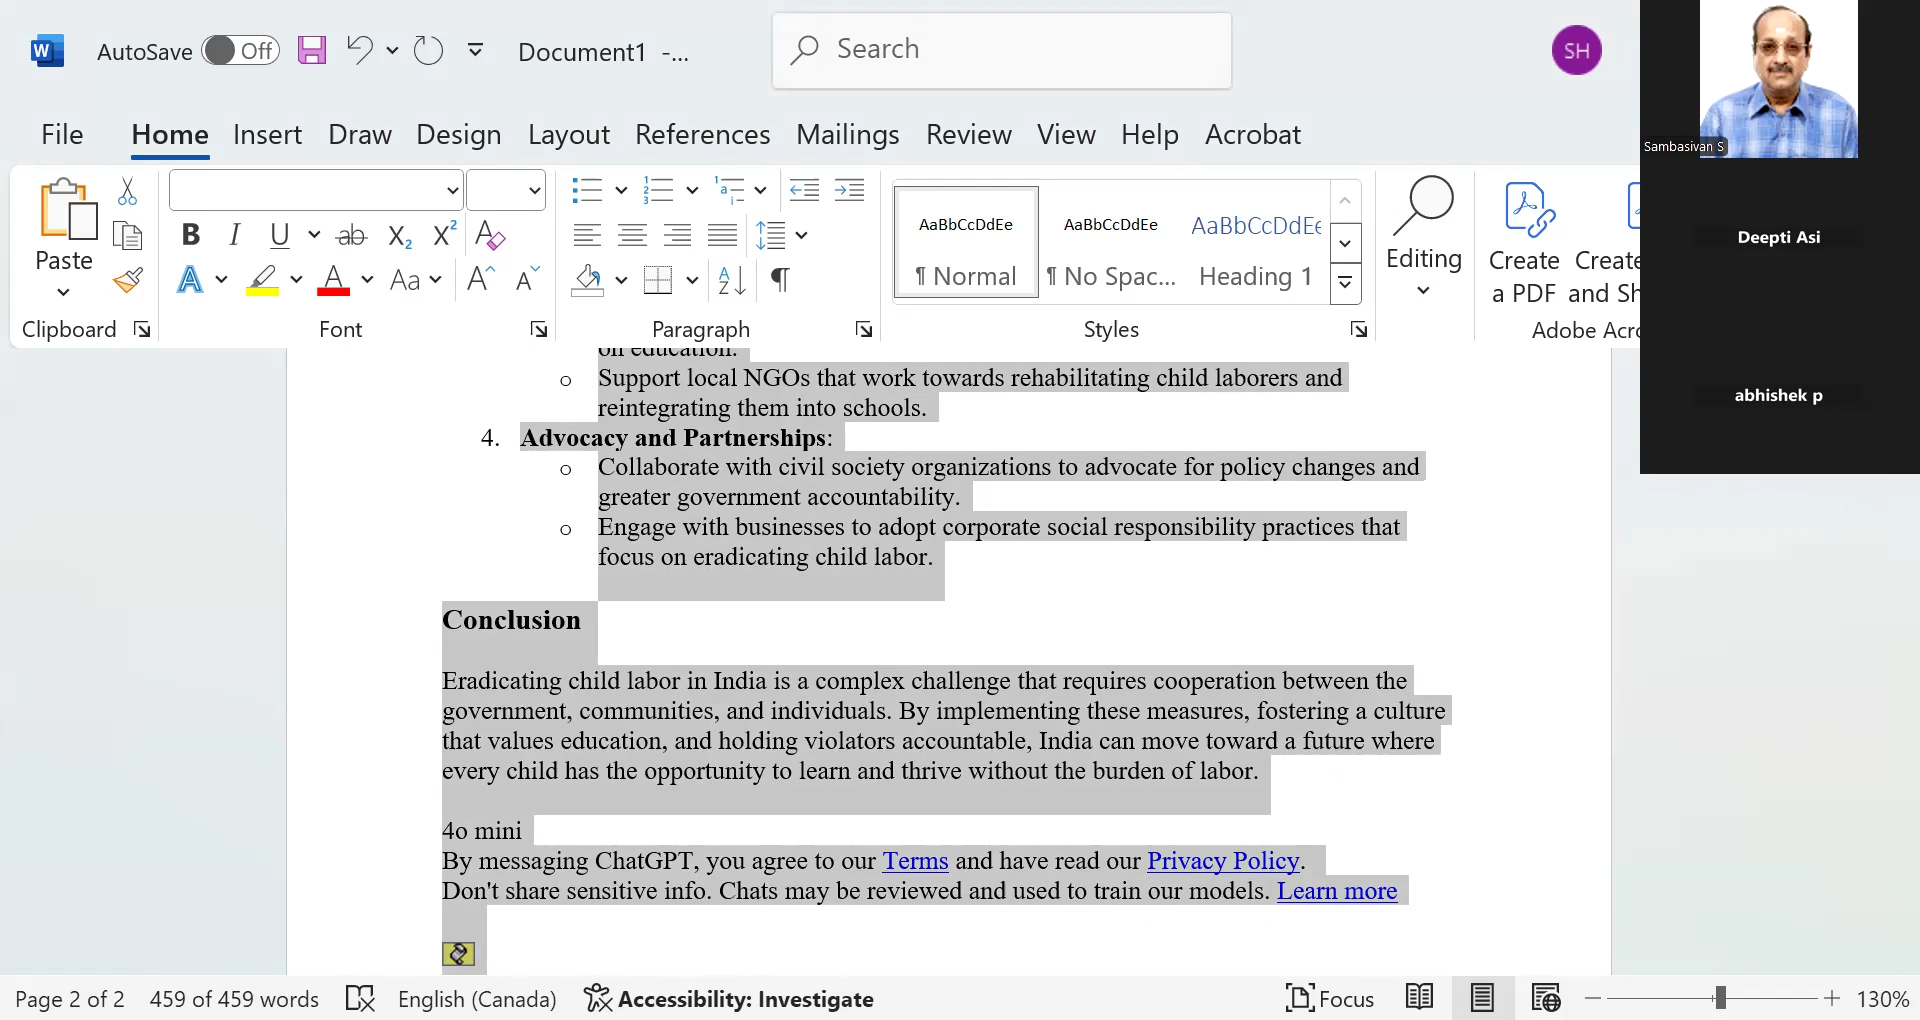 AutoSave Off Document1 -... Search SH
File Home Insert Draw Design Layout References Mailings Review View Help Acrobat
Sambasivan S
Deepti Asi
abhishek p
Paste
Clipboard
B I U ab X2 X2 A
A A Aa A A
Font
Paragraph
AaBbCcDdEe AaBbCcDdEe AaBbCcDdEe
¶ Normal ¶ No Spac... Heading 1
Styles
Editing
Create Create
a PDF and Sh
Adobe Acro
on education.
o Support local NGOs that work towards rehabilitating child laborers and
reintegrating them into schools.
4. Advocacy and Partnerships:
o Collaborate with civil society organizations to advocate for policy changes and
greater government accountability.
o Engage with businesses to adopt corporate social responsibility practices that
focus on eradicating child labor.
Conclusion
Eradicating child labor in India is a complex challenge that requires cooperation between the
government, communities, and individuals. By implementing these measures, fostering a culture
that values education, and holding violators accountable, India can move toward a future where
every child has the opportunity to learn and thrive without the burden of labor.
4o mini
By messaging ChatGPT, you agree to our Terms and have read our Privacy Policy.
Don't share sensitive info. Chats may be reviewed and used to train our models. Learn more
Page 2 of 2 459 of 459 words English (Canada) Accessibility: Investigate Focus 130%